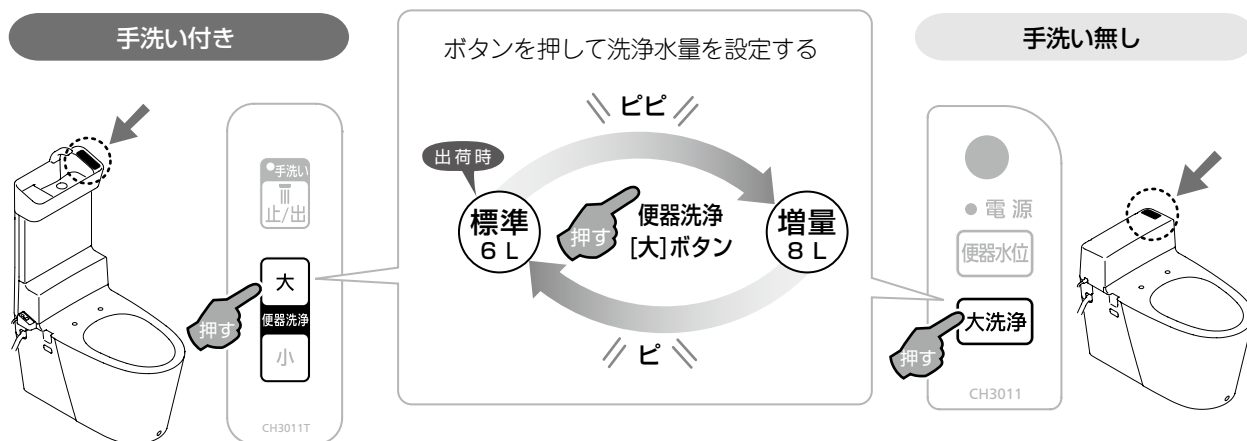 手洗い付き
手洗い
止/出
大
便器洗浄
小
押す
CH3011T
ボタンを押して洗浄水量を設定する
ピピ
出荷時
標準
6 L
押す
便器洗浄
[大]ボタン
増量
8 L
ピ
手洗い無し
電源
便器水位
大洗浄
押す
CH3011